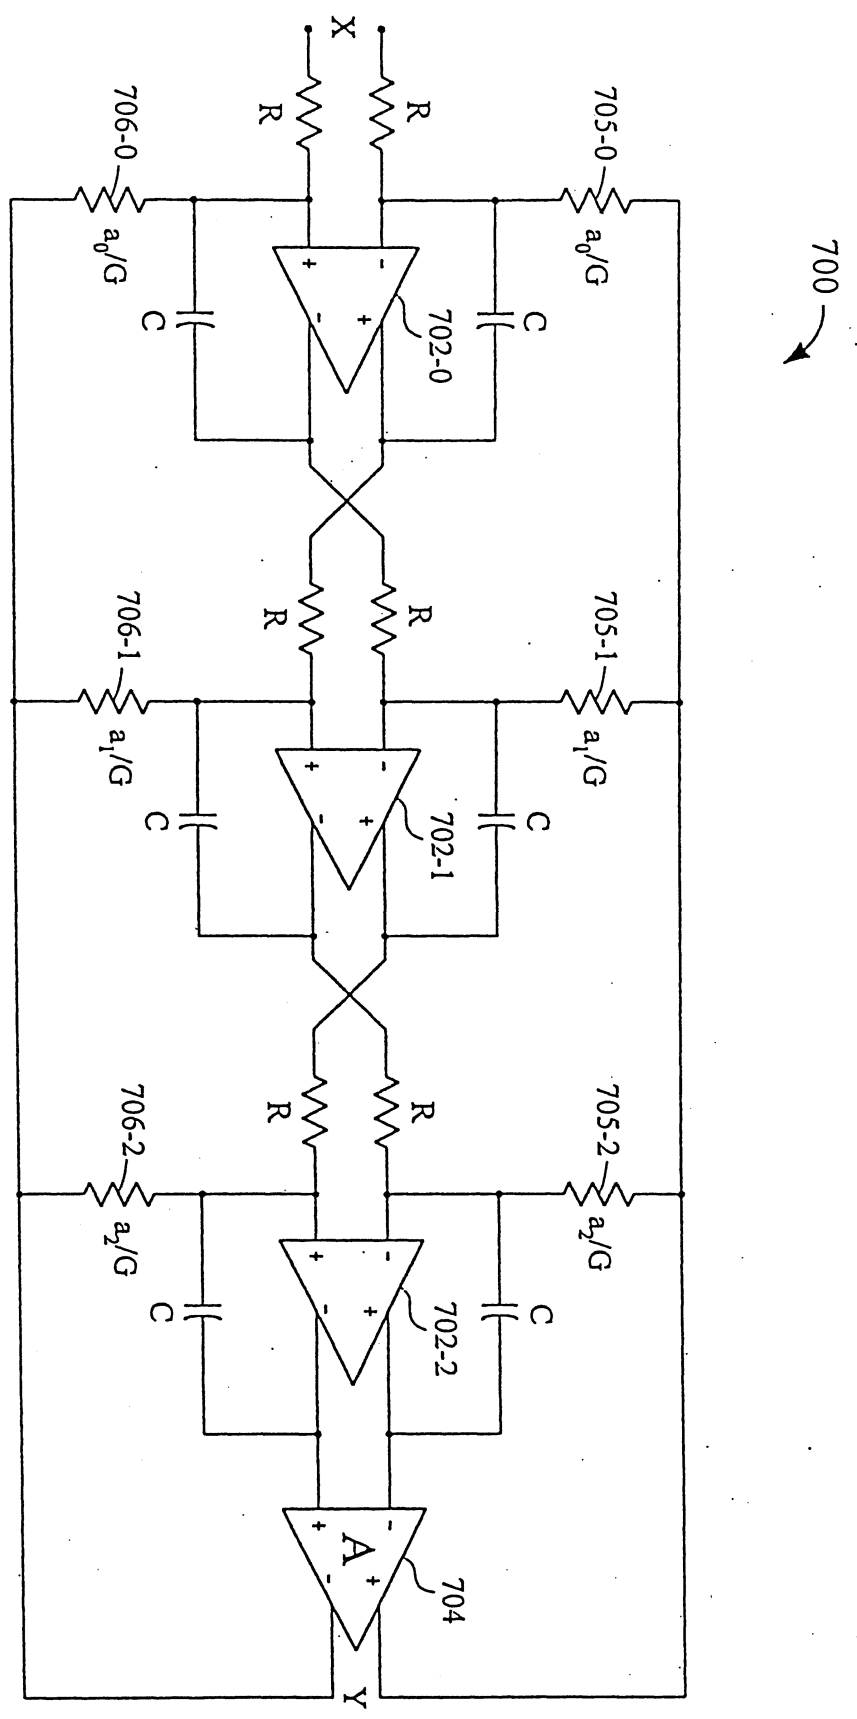 700
705-0 705-1 705-2
a₀/G a₁/G a₂/G
C C C
702-0 702-1 702-2 704
R R R
- + - + - + - +
X A Y
+ - + - + - + -
R R R
C C C
706-0 706-1 706-2
a₀/G a₁/G a₂/G